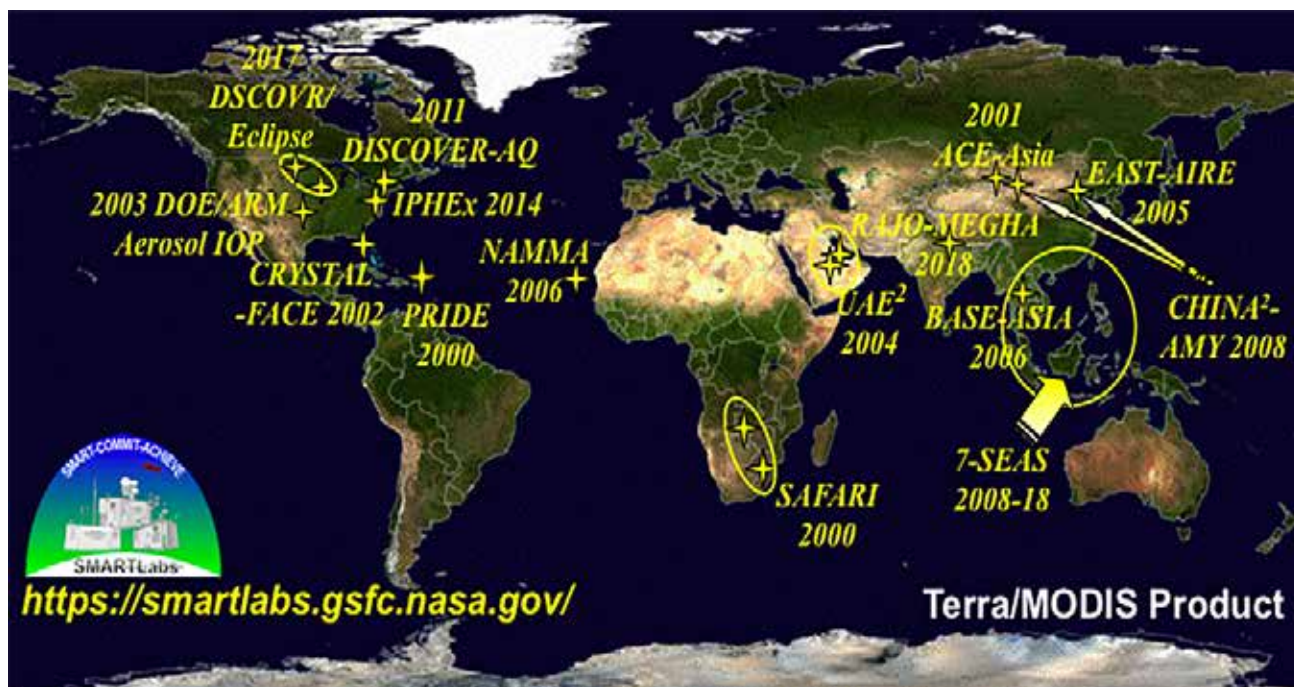 2017
DSCOVR/
Eclipse
2011
DISCOVER-AQ
2003 DOE/ARM
Aerosol IOP
IPHEx 2014
CRYSTAL
-FACE 2002
PRIDE
2000
NAMMA
2006
2001
ACE-Asia
EAST-AIRE
2005
RAJO-MEGHA
2018
UAE²
2004
BASE-ASIA
2006
CHINA²-
AMY 2008
7-SEAS
2008-18
SAFARI
2000
SMART-COMMIT-ACHIEVE
SMARTLabs
https://smartlabs.gsfc.nasa.gov/
Terra/MODIS Product